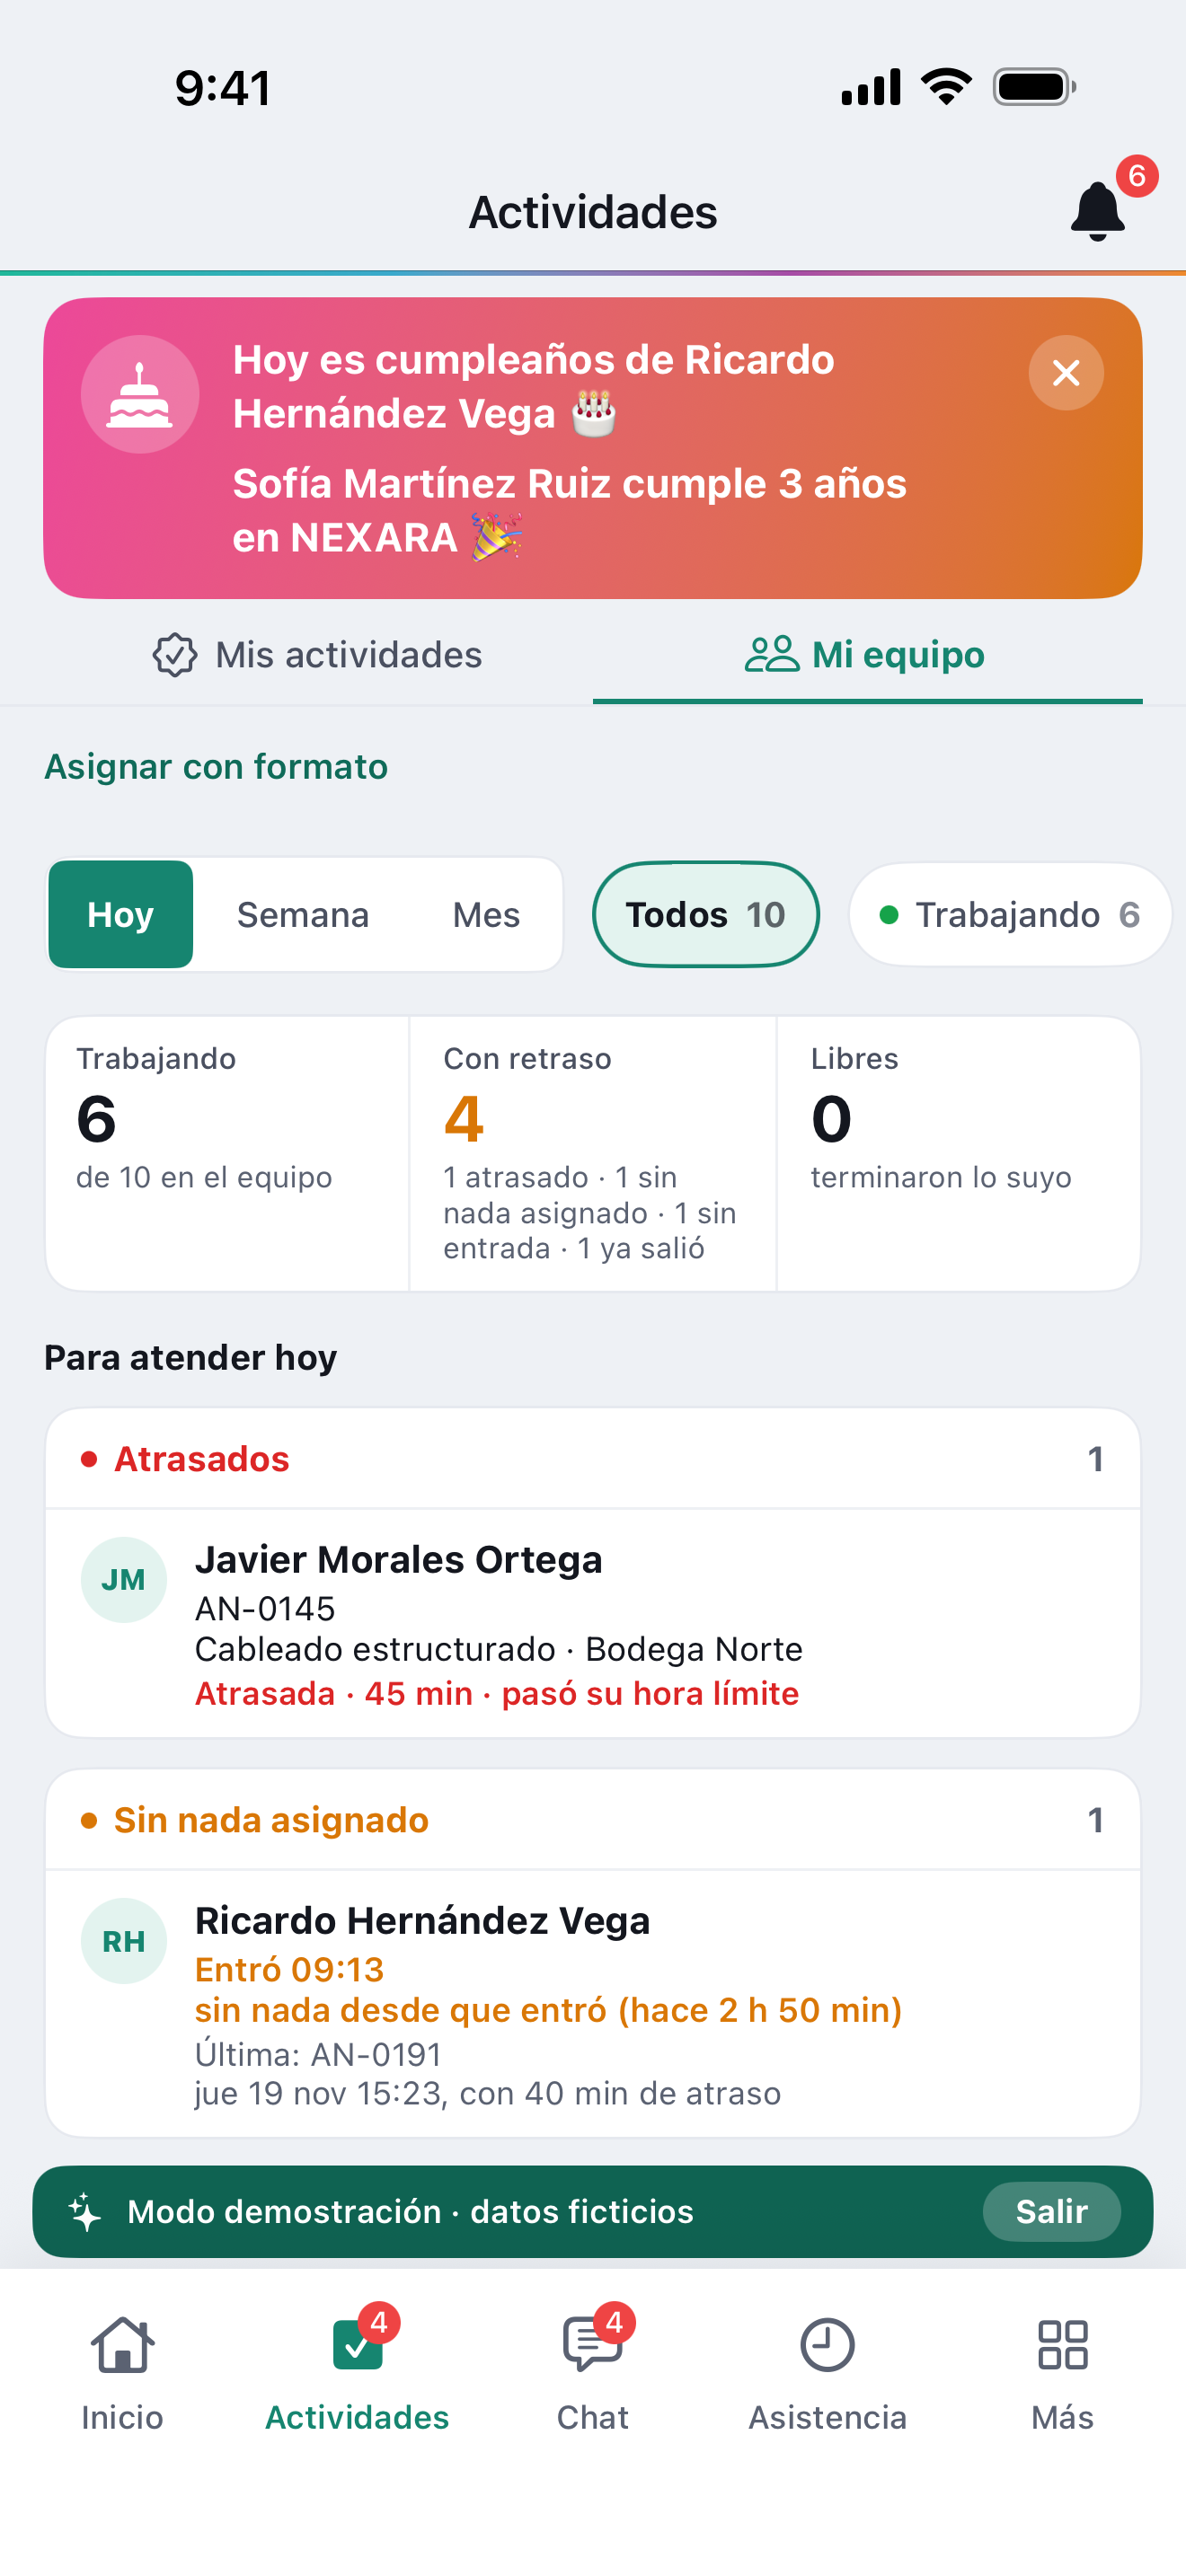 9:41
Actividades
6
Hoy es cumpleaños de Ricardo
Hernández Vega 🎂
Sofía Martínez Ruiz cumple 3 años
en NEXARA 🎉
Mis actividades
Mi equipo
Asignar con formato
Hoy
Semana
Mes
Todos 10
Trabajando 6
Trabajando
6
de 10 en el equipo
Con retraso
4
1 atrasado · 1 sin
nada asignado · 1 sin
entrada · 1 ya salió
Libres
0
terminaron lo suyo
Para atender hoy
Atrasados 1
JM
Javier Morales Ortega
AN-0145
Cableado estructurado · Bodega Norte
Atrasada · 45 min · pasó su hora límite
Sin nada asignado 1
RH
Ricardo Hernández Vega
Entró 09:13
sin nada desde que entró (hace 2 h 50 min)
Última: AN-0191
jue 19 nov 15:23, con 40 min de atraso
Modo demostración · datos ficticios
Salir
Inicio
4
Actividades
4
Chat
Asistencia
Más